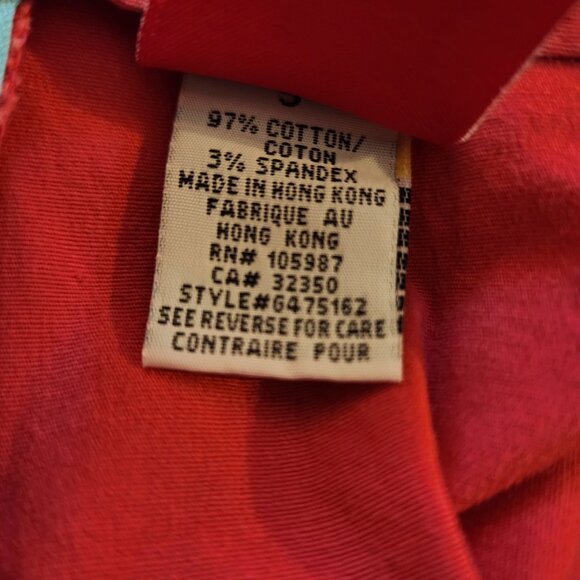 97% COTTON/
COTON
3% SPANDEX
MADE IN HONG KONG
FABRIQUE AU
HONG KONG
RN# 105987
CA# 32350
STYLE#G475162
SEE REVERSE FOR CARE
CONTRAIRE POUR